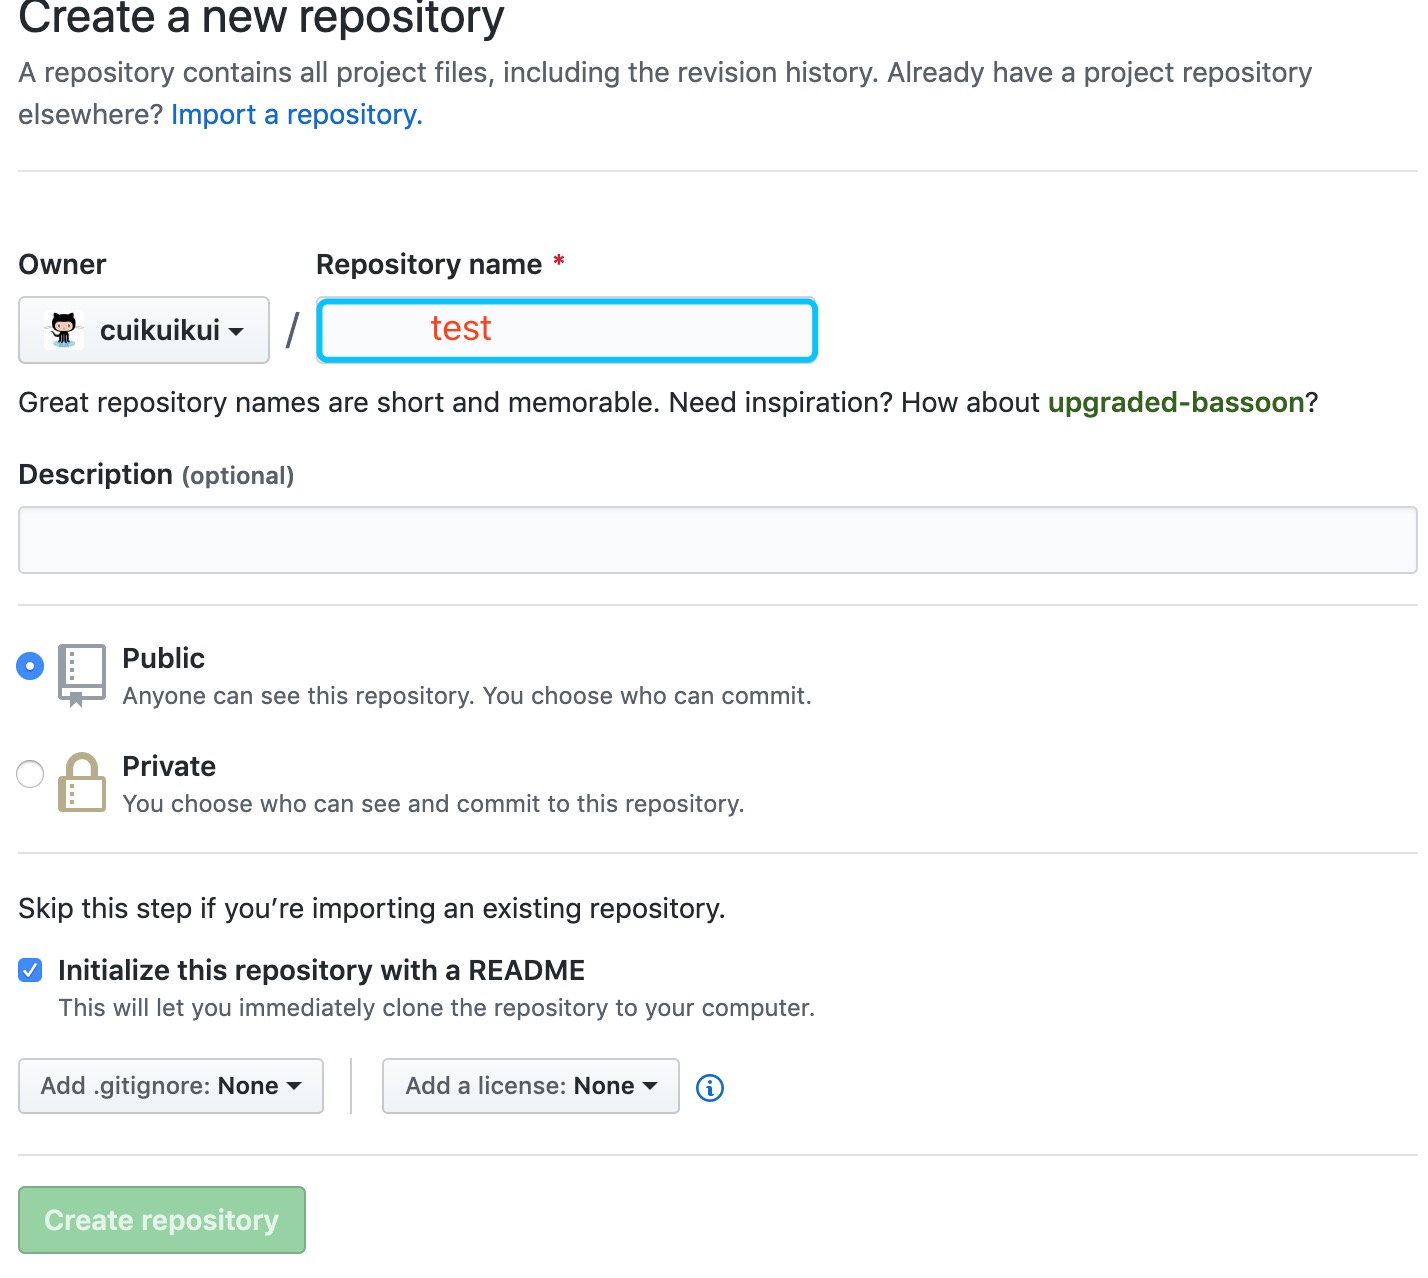 Create a new repository
A repository contains all project files, including the revision history. Already have a project repository
elsewhere? Import a repository.
Owner
Repository name *
cuikuikui
/
test
Great repository names are short and memorable. Need inspiration? How about upgraded-bassoon?
Description (optional)
Public
Anyone can see this repository. You choose who can commit.
Private
You choose who can see and commit to this repository.
Skip this step if you’re importing an existing repository.
Initialize this repository with a README
This will let you immediately clone the repository to your computer.
Add .gitignore: None
Add a license: None
Create repository